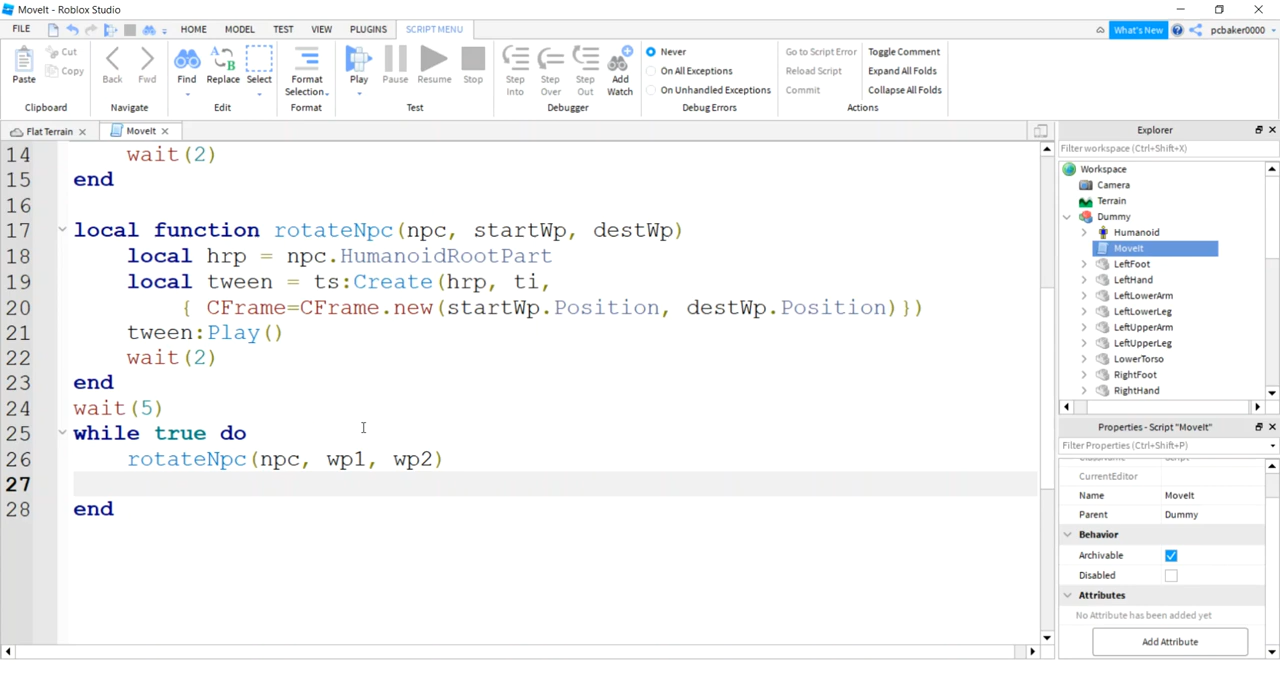 MoveIt - Roblox Studio
FILE HOME MODEL TEST VIEW PLUGINS SCRIPT MENU What's New pcbaker0000
Paste Cut Copy Back Fwd Find Replace Select Format Selection Play Pause Resume Stop Step Into Step Over Step Out Add Watch Never On All Exceptions On Unhandled Exceptions Go to Script Error Reload Script Commit Toggle Comment Expand All Folds Collapse All Folds
Clipboard Navigate Edit Format Test Debugger Debug Errors Actions
Flat Terrain MoveIt
14 wait(2)
15 end
16
17 local function rotateNpc(npc, startWp, destWp)
18 local hrp = npc.HumanoidRootPart
19 local tween = ts:Create(hrp, ti,
20 { CFrame=CFrame.new(startWp.Position, destWp.Position)})
21 tween:Play()
22 wait(2)
23 end
24 wait(5)
25 while true do
26 rotateNpc(npc, wp1, wp2)
27
28 end
Explorer
Filter workspace (Ctrl+Shift+X)
Workspace
Camera
Terrain
Dummy
Humanoid
MoveIt
LeftFoot
LeftHand
LeftLowerArm
LeftLowerLeg
LeftUpperArm
LeftUpperLeg
LowerTorso
RightFoot
RightHand
Properties - Script "MoveIt"
Filter Properties (Ctrl+Shift+P)
CurrentEditor
Name MoveIt
Parent Dummy
Behavior
Archivable
Disabled
Attributes
No Attribute has been added yet
Add Attribute